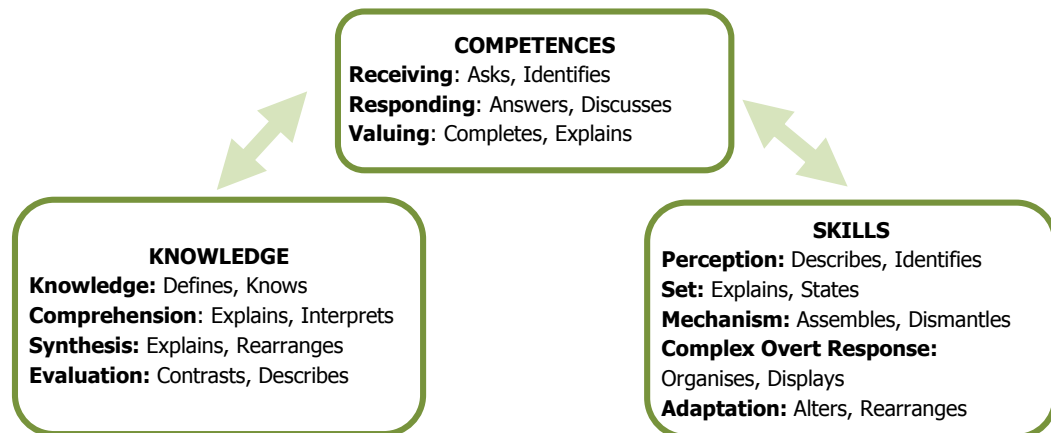 COMPETENCES
Receiving: Asks, Identifies
Responding: Answers, Discusses
Valuing: Completes, Explains
KNOWLEDGE
Knowledge: Defines, Knows
Comprehension: Explains, Interprets
Synthesis: Explains, Rearranges
Evaluation: Contrasts, Describes
SKILLS
Perception: Describes, Identifies
Set: Explains, States
Mechanism: Assembles, Dismantles
Complex Overt Response:
Organises, Displays
Adaptation: Alters, Rearranges